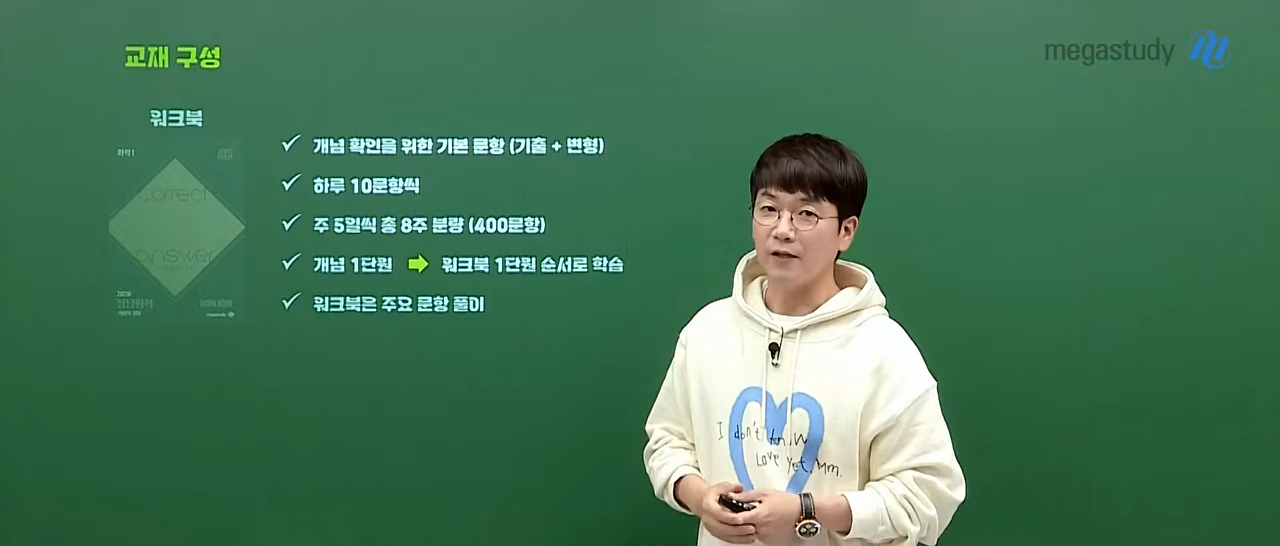 교재 구성
megastudy
워크북
화학 I
correct
answer
개념 확인을 위한 기본 문항 (기출 + 변형)
하루 10문항씩
주 5일씩 총 8주 분량 (400문항)
개념 1단원 워크북 1단원 순서로 학습
워크북은 주요 문항 풀이
I don't know
Love yet. Mm.